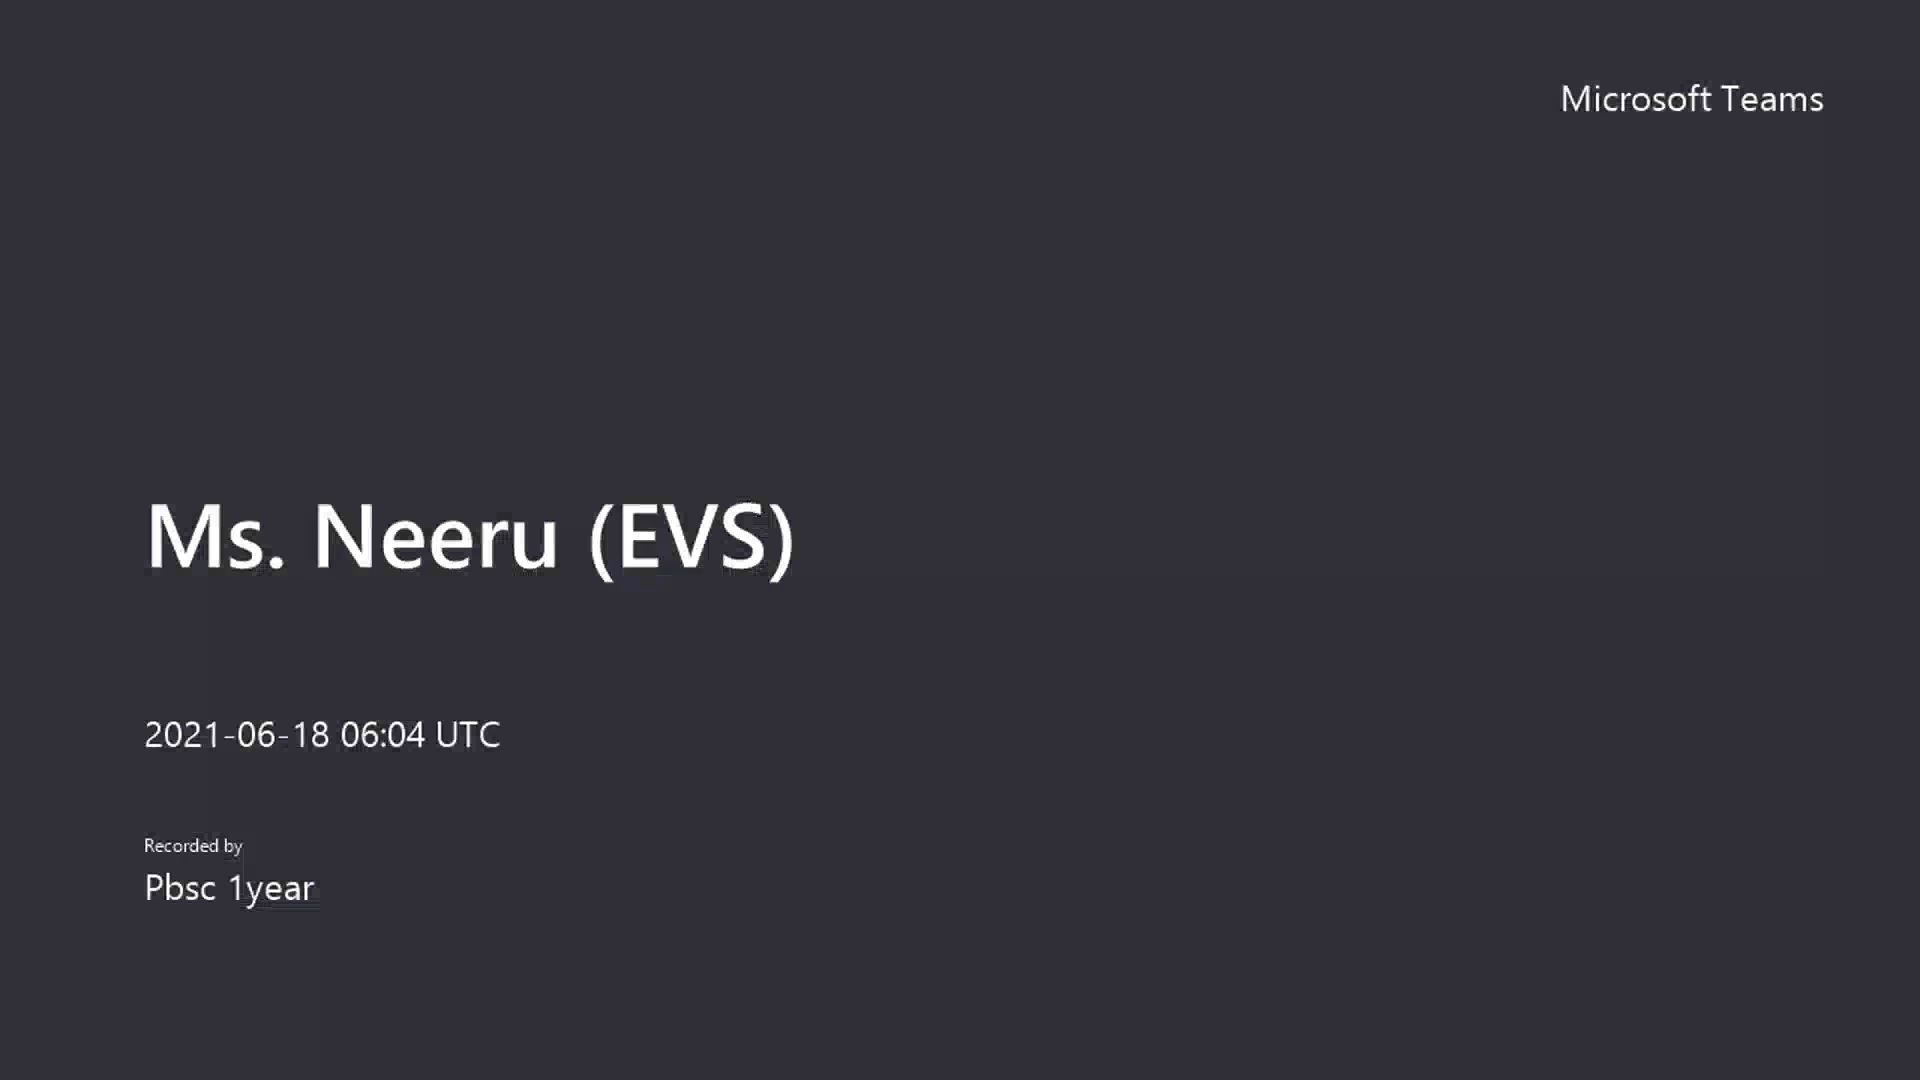 Microsoft Teams
Ms. Neeru (EVS)
2021-06-18 06:04 UTC
Recorded by
Pbsc 1year